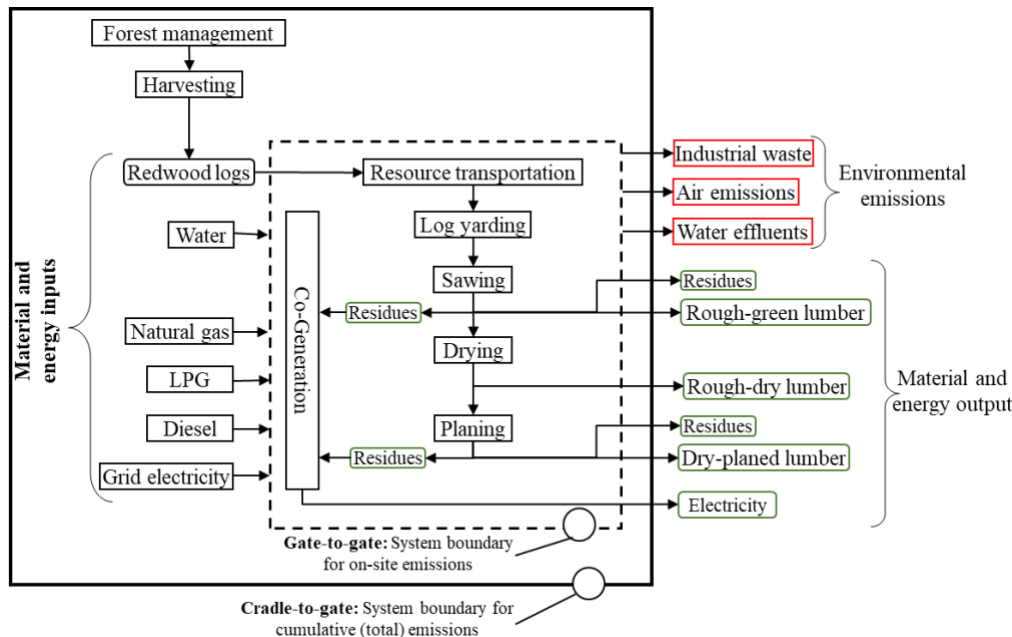 Forest management
Harvesting
Redwood logs
Resource transportation
Industrial waste
Air emissions
Water effluents
Environmental
emissions
Water
Log yarding
Sawing
Residues
Residues
Rough-green lumber
Material and
energy inputs
Natural gas
Co-Generation
Drying
LPG
Rough-dry lumber
Material and
energy output
Diesel
Planing
Residues
Residues
Dry-planed lumber
Grid electricity
Electricity
Gate-to-gate: System boundary
for on-site emissions
Cradle-to-gate: System boundary for
cumulative (total) emissions